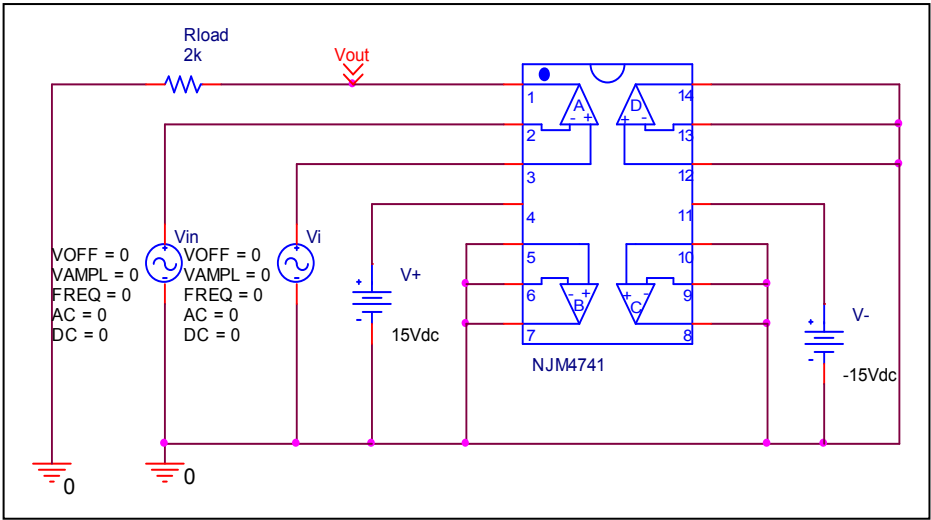 Rload
2k
Vout
1
14
A
D
- +
+ -
2
13
3
12
4
11
Vin
Vi
VOFF = 0
VAMPL = 0
FREQ = 0
AC = 0
DC = 0
VOFF = 0
VAMPL = 0
FREQ = 0
AC = 0
DC = 0
+
-
V+
15Vdc
5
10
6
9
- +
+ -
B
C
7
8
NJM4741
+
-
V-
-15Vdc
0
0